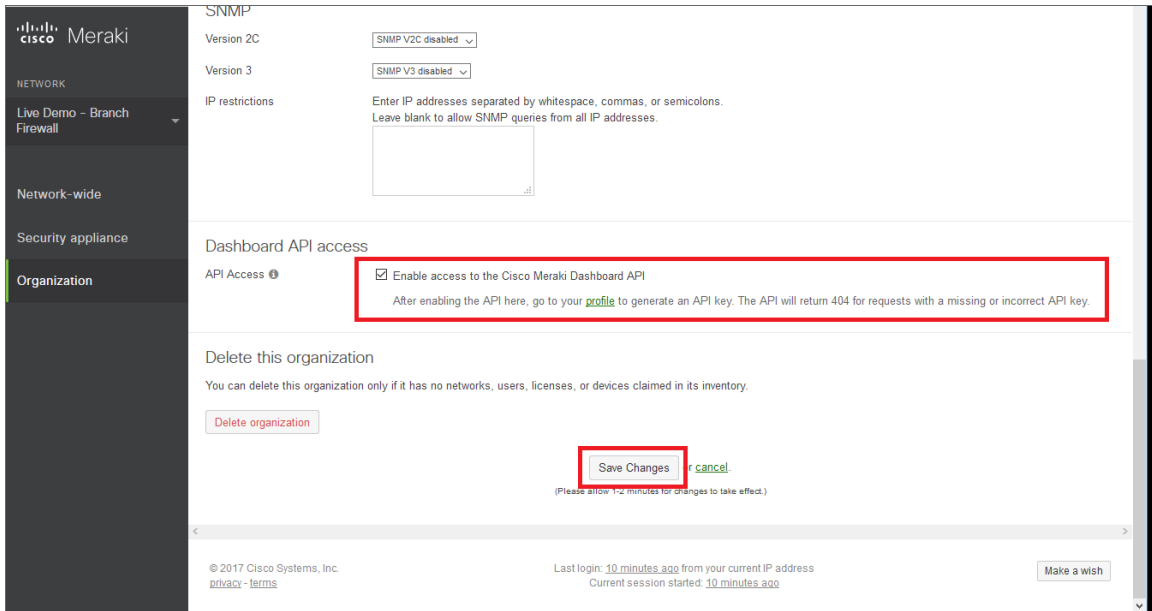 SNMP
cisco Meraki
Version 2C
SNMP V2C disabled
Version 3
SNMP V3 disabled
NETWORK
IP restrictions
Enter IP addresses separated by whitespace, commas, or semicolons.
Leave blank to allow SNMP queries from all IP addresses.
Live Demo - Branch
Firewall
Network-wide
Security appliance
Organization
Dashboard API access
API Access
Enable access to the Cisco Meraki Dashboard API
After enabling the API here, go to your profile to generate an API key. The API will return 404 for requests with a missing or incorrect API key.
Delete this organization
You can delete this organization only if it has no networks, users, licenses, or devices claimed in its inventory.
Delete organization
Save Changes r cancel.
(Please allow 1-2 minutes for changes to take effect.)
© 2017 Cisco Systems, Inc.
privacy - terms
Last login: 10 minutes ago from your current IP address
Current session started: 10 minutes ago
Make a wish